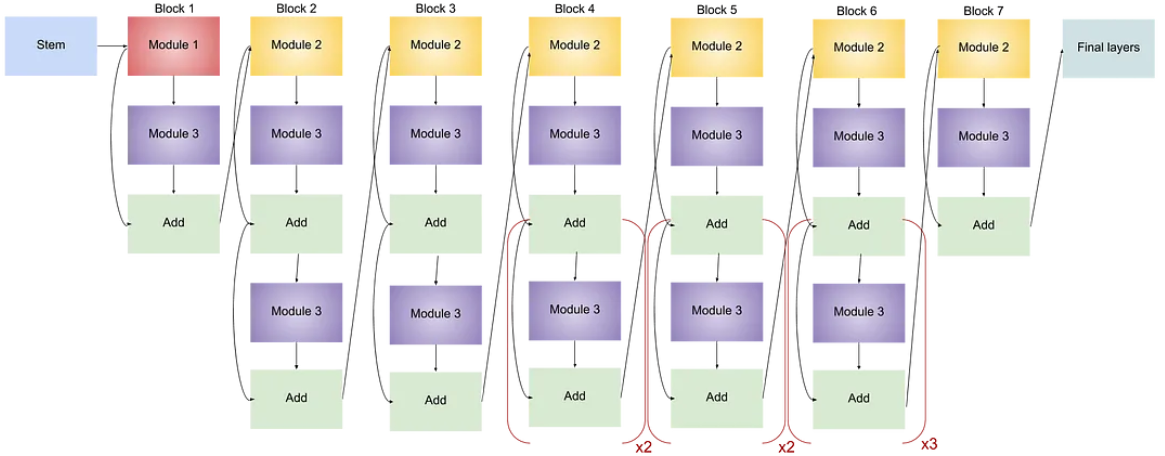 Block 1
Block 2
Block 3
Block 4
Block 5
Block 6
Block 7
Stem
Module 1
Module 2
Module 2
Module 2
Module 2
Module 2
Module 2
Final layers
Module 3
Module 3
Module 3
Module 3
Module 3
Module 3
Module 3
Add
Add
Add
Add
Add
Add
Add
Module 3
Module 3
Module 3
Module 3
Module 3
Add
Add
Add
Add
Add
x2
x2
x3